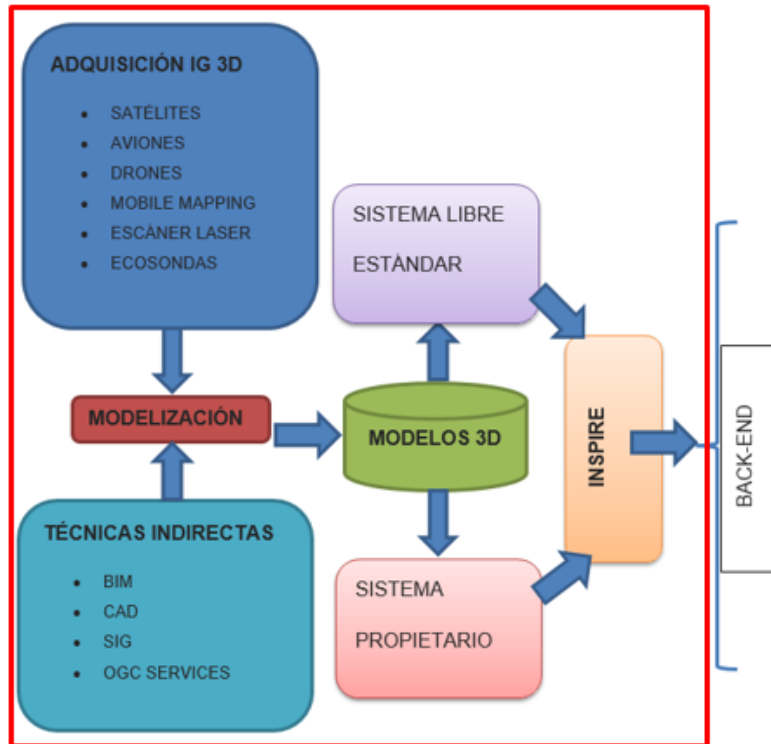 ADQUISICIÓN IG 3D
• SATÉLITES
• AVIONES
• DRONES
• MOBILE MAPPING
• ESCÁNER LASER
• ECOSONDAS
MODELIZACIÓN
TÉCNICAS INDIRECTAS
• BIM
• CAD
• SIG
• OGC SERVICES
MODELOS 3D
SISTEMA LIBRE
ESTÁNDAR
SISTEMA
PROPIETARIO
INSPIRE
BACK-END